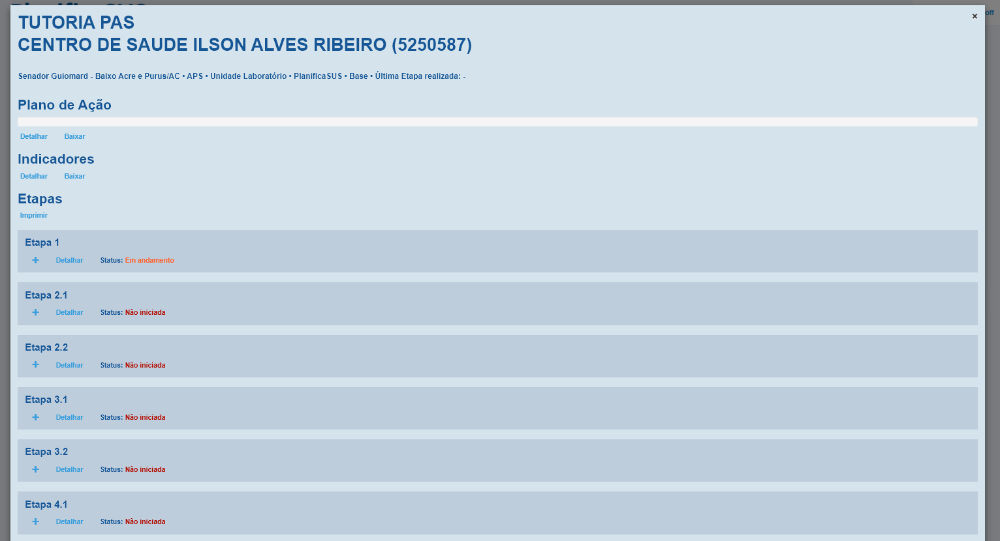 off
×
TUTORIA PAS
CENTRO DE SAUDE ILSON ALVES RIBEIRO (5250587)
Senador Guiomard - Baixo Acre e Purus/AC • APS • Unidade Laboratório • PlanificaSUS • Base • Última Etapa realizada: -
Plano de Ação
Detalhar Baixar
Indicadores
Detalhar Baixar
Etapas
Imprimir
Etapa 1
+ Detalhar Status: Em andamento
Etapa 2.1
+ Detalhar Status: Não iniciada
Etapa 2.2
+ Detalhar Status: Não iniciada
Etapa 3.1
+ Detalhar Status: Não iniciada
Etapa 3.2
+ Detalhar Status: Não iniciada
Etapa 4.1
+ Detalhar Status: Não iniciada